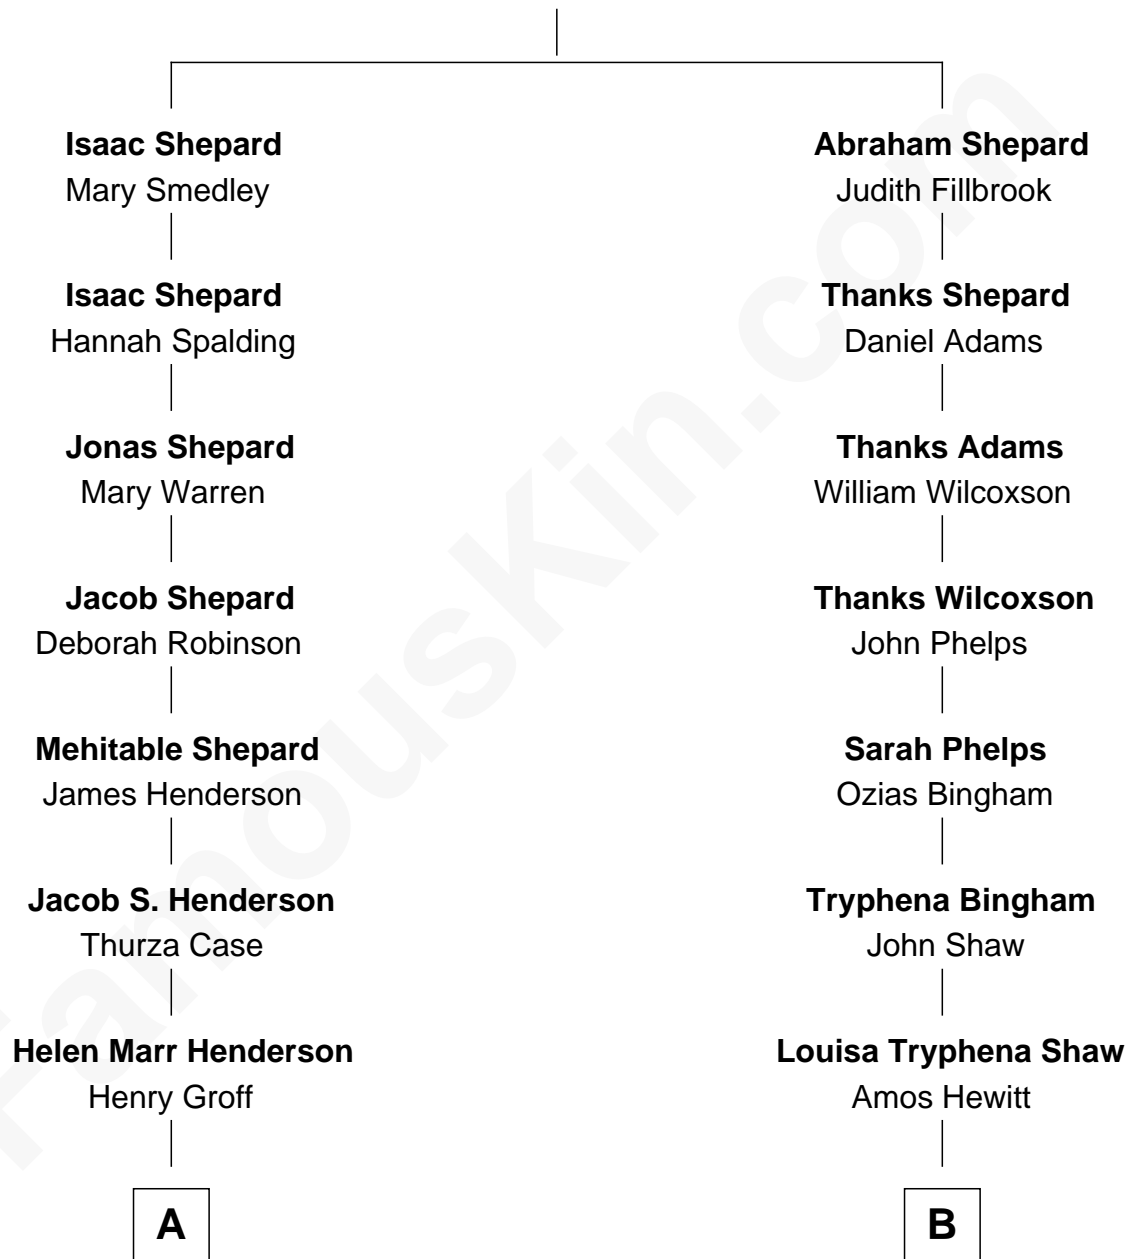 Isaac Shepard
Mary Smedley
Abraham Shepard
Judith Fillbrook
Isaac Shepard
Hannah Spalding
Thanks Shepard
Daniel Adams
Jonas Shepard
Mary Warren
Thanks Adams
William Wilcoxson
Jacob Shepard
Deborah Robinson
Thanks Wilcoxson
John Phelps
Mehitable Shepard
James Henderson
Sarah Phelps
Ozias Bingham
Jacob S. Henderson
Thurza Case
Tryphena Bingham
John Shaw
Helen Marr Henderson
Henry Groff
Louisa Tryphena Shaw
Amos Hewitt
A
B
FamousKin.com